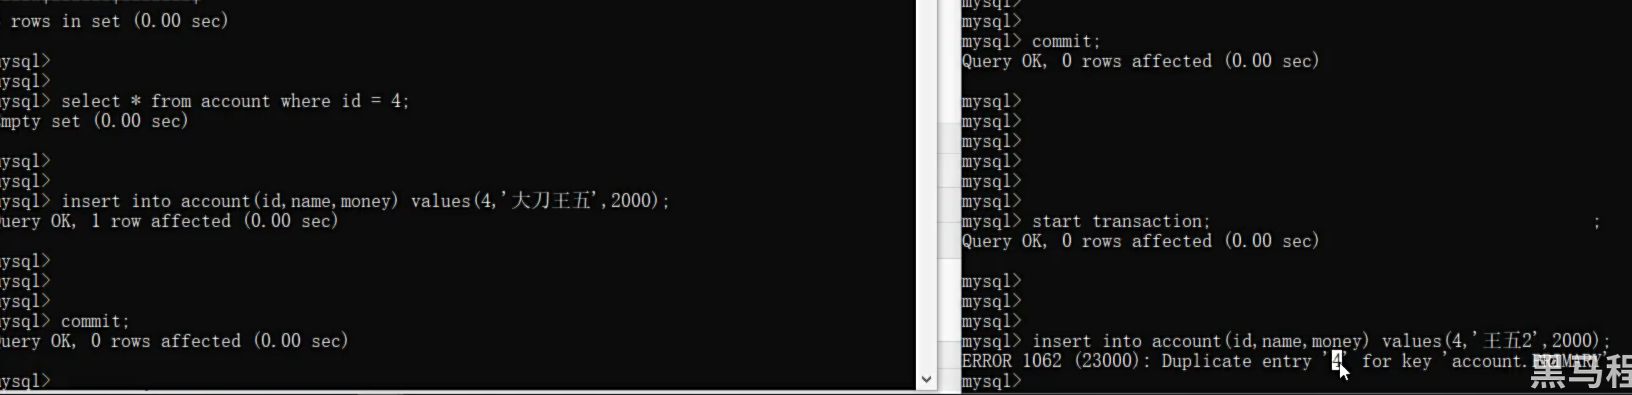 rows in set (0.00 sec)
ysql>
ysql>
ysql> select * from account where id = 4;
mpty set (0.00 sec)
ysql>
ysql>
ysql> insert into account(id,name,money) values(4,'大刀王五',2000);
uery OK, 1 row affected (0.00 sec)
ysql>
ysql>
ysql>
ysql> commit;
uery OK, 0 rows affected (0.00 sec)
ysql>
mysql>
mysql>
mysql> commit;
Query OK, 0 rows affected (0.00 sec)
mysql>
mysql>
mysql>
mysql>
mysql>
mysql>
mysql> start transaction; ;
Query OK, 0 rows affected (0.00 sec)
mysql>
mysql>
mysql>
mysql> insert into account(id,name,money) values(4,'王五2',2000);
ERROR 1062 (23000): Duplicate entry '4' for key 'account.PRIMARY'
mysql>
黑马程